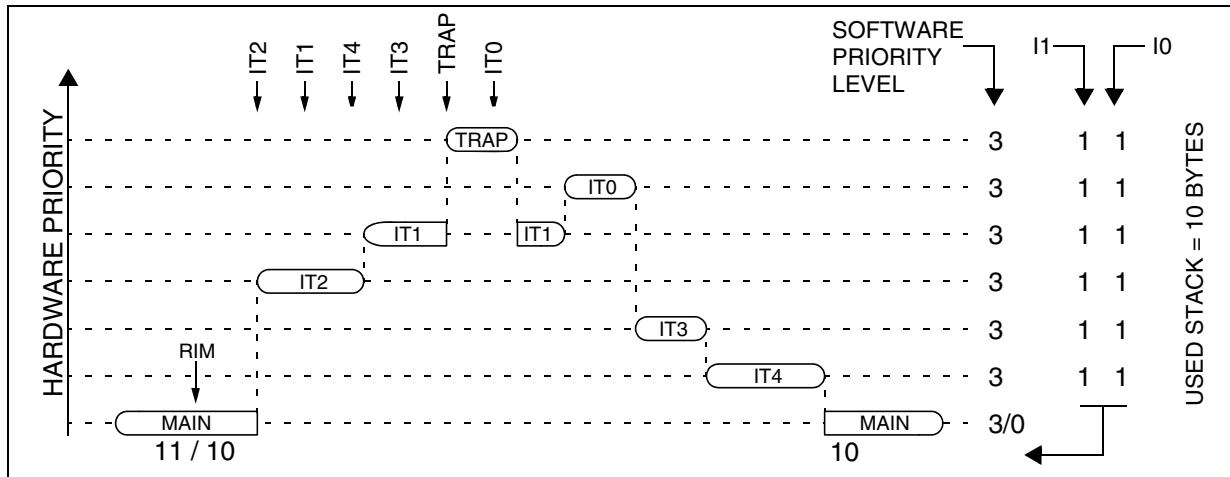 IT2
IT1
IT4
IT3
TRAP
IT0
SOFTWARE
PRIORITY
LEVEL
I1
I0
HARDWARE PRIORITY
TRAP
3
1 1
IT0
3
1 1
IT1
IT1
3
1 1
IT2
3
1 1
IT3
3
1 1
RIM
IT4
3
1 1
MAIN
MAIN
3/0
11 / 10
10
USED STACK = 10 BYTES